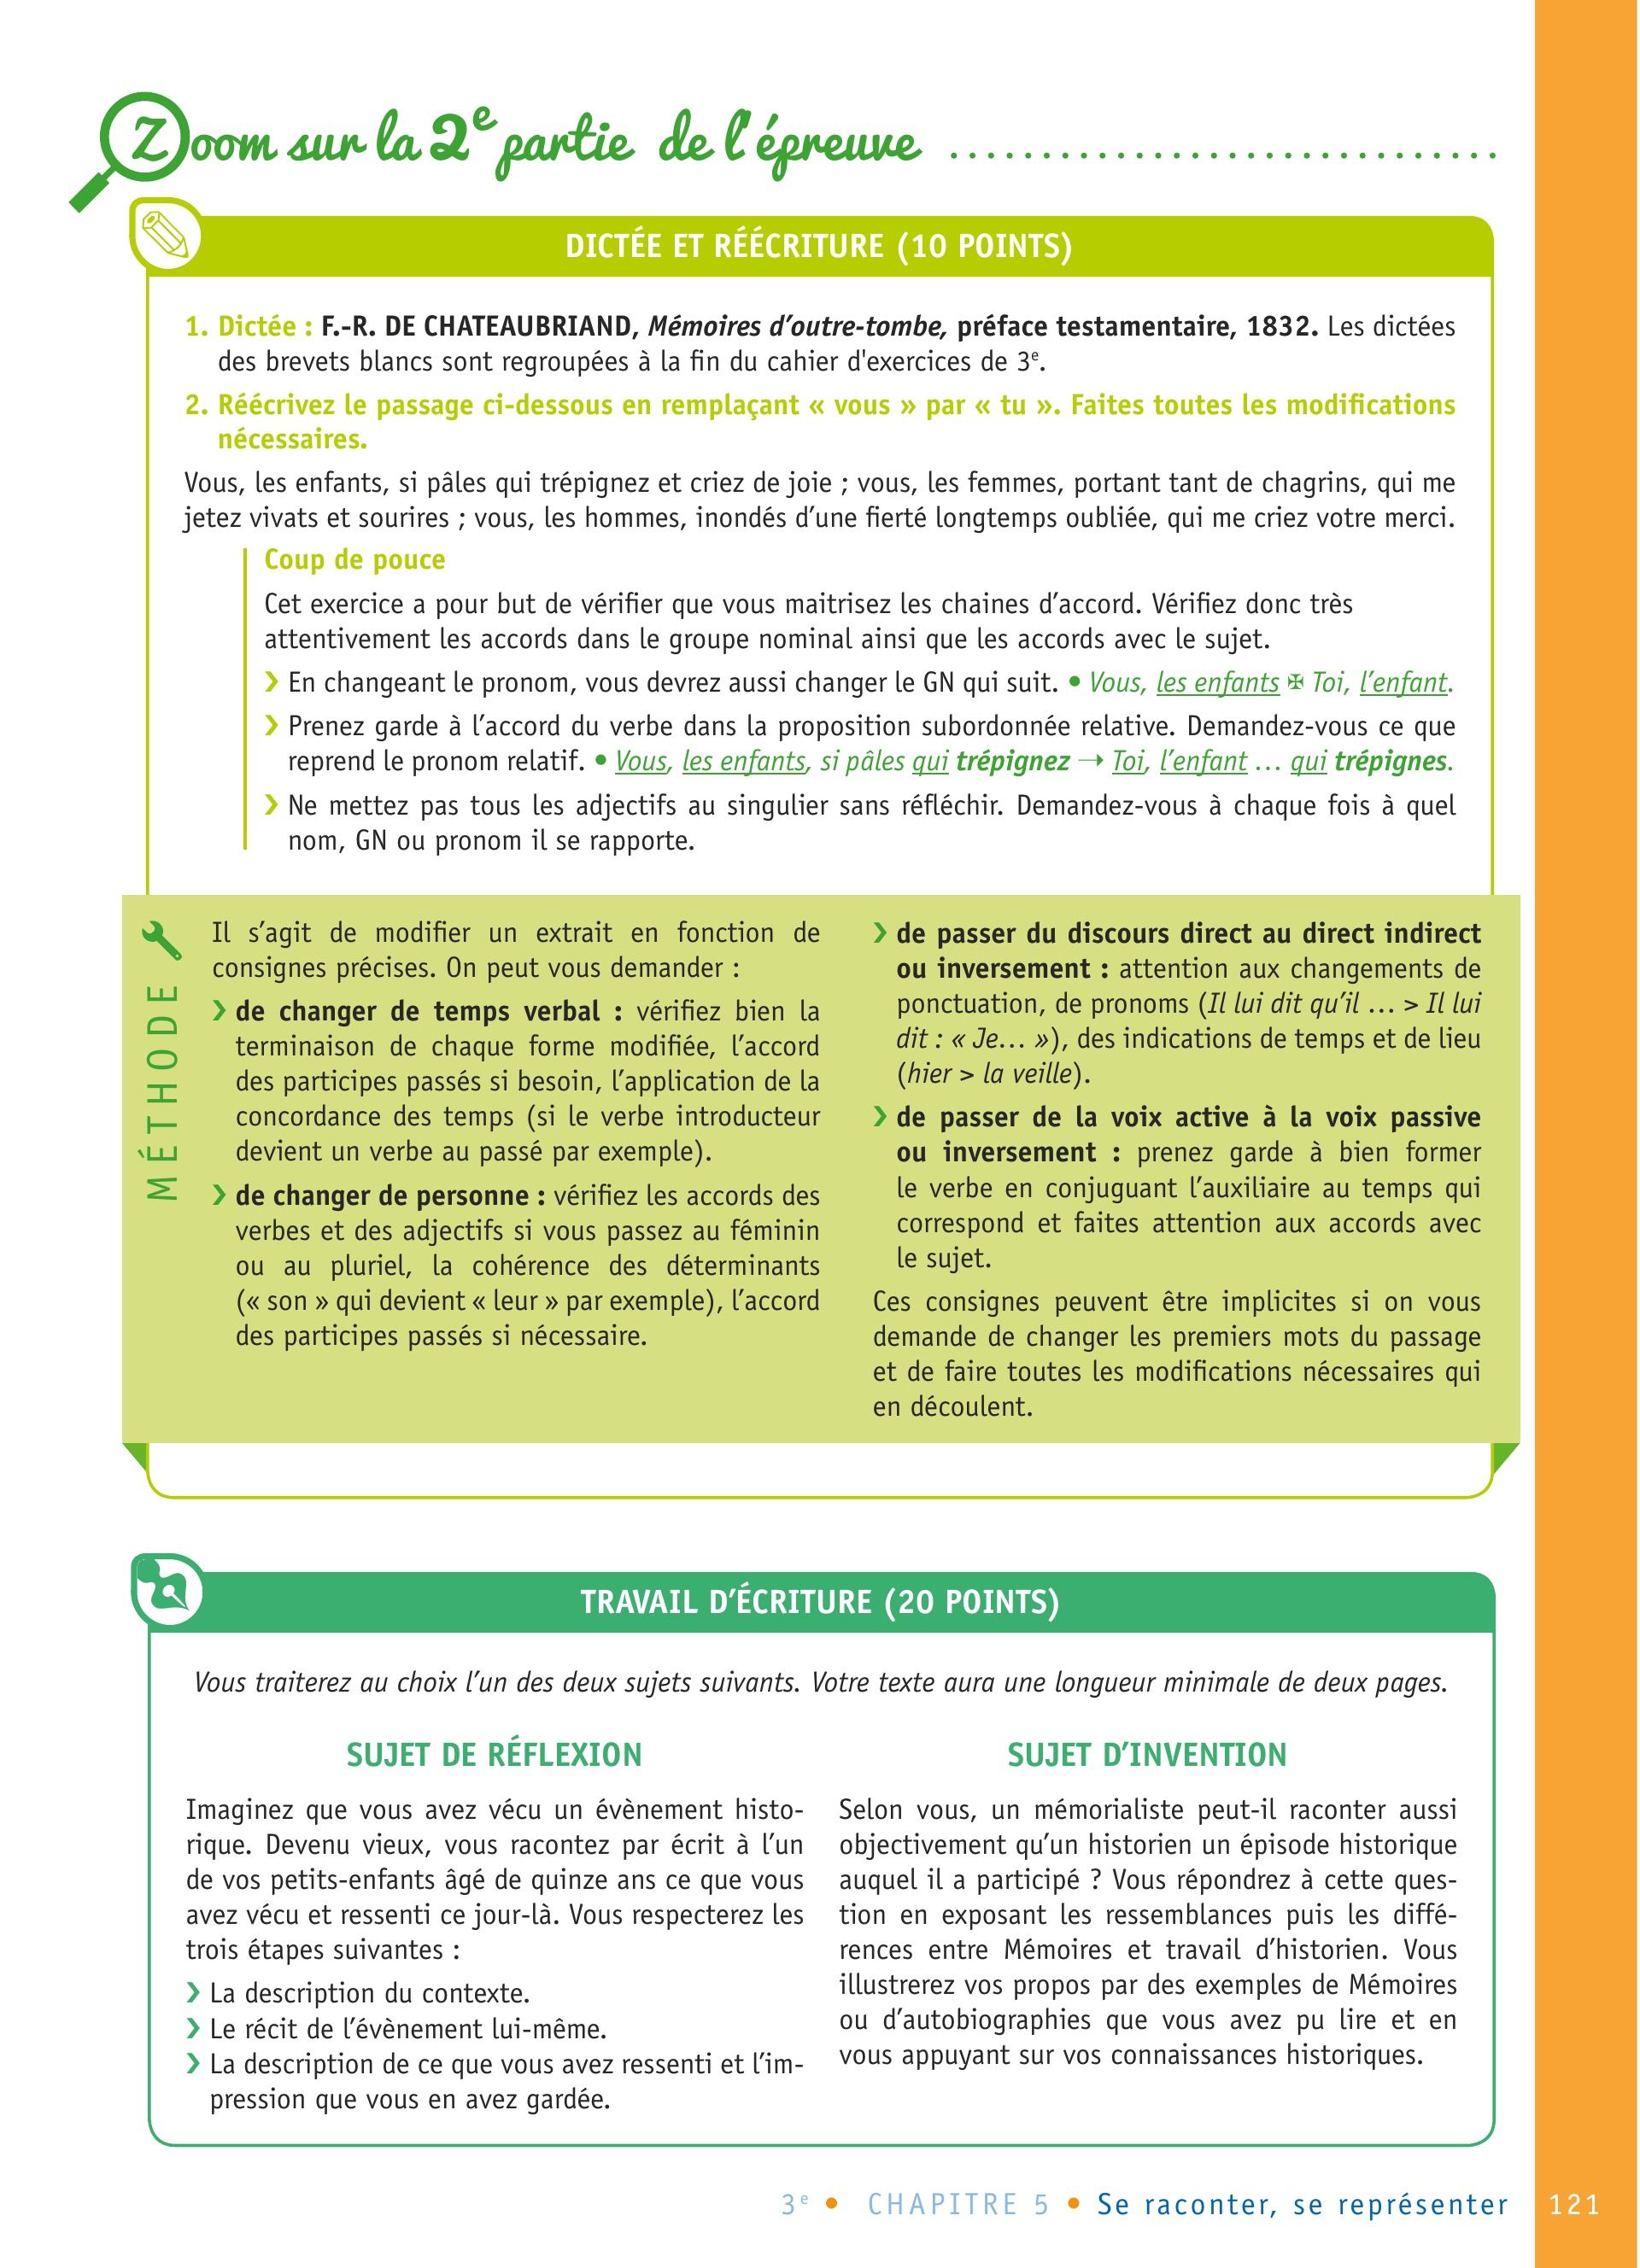 Zoom sur la 2e partie de l'épreuve
DICTÉE ET RÉÉCRITURE (10 POINTS)
1. Dictée : F.-R. DE CHATEAUBRIAND, Mémoires d’outre-tombe, préface testamentaire, 1832. Les dictées
des brevets blancs sont regroupées à la fin du cahier d'exercices de 3e.
2. Réécrivez le passage ci-dessous en remplaçant « vous » par « tu ». Faites toutes les modifications
nécessaires.
Vous, les enfants, si pâles qui trépignez et criez de joie ; vous, les femmes, portant tant de chagrins, qui me
jetez vivats et sourires ; vous, les hommes, inondés d’une fierté longtemps oubliée, qui me criez votre merci.
Coup de pouce
Cet exercice a pour but de vérifier que vous maitrisez les chaines d’accord. Vérifiez donc très
attentivement les accords dans le groupe nominal ainsi que les accords avec le sujet.
❯ En changeant le pronom, vous devrez aussi changer le GN qui suit. • Vous, les enfants ✠ Toi, l’enfant.
❯ Prenez garde à l’accord du verbe dans la proposition subordonnée relative. Demandez-vous ce que
reprend le pronom relatif. • Vous, les enfants, si pâles qui trépignez → Toi, l’enfant … qui trépignes.
❯ Ne mettez pas tous les adjectifs au singulier sans réfléchir. Demandez-vous à chaque fois à quel
nom, GN ou pronom il se rapporte.
MÉTHODE
Il s’agit de modifier un extrait en fonction de
consignes précises. On peut vous demander :
❯ de changer de temps verbal : vérifiez bien la
terminaison de chaque forme modifiée, l’accord
des participes passés si besoin, l’application de la
concordance des temps (si le verbe introducteur
devient un verbe au passé par exemple).
❯ de changer de personne : vérifiez les accords des
verbes et des adjectifs si vous passez au féminin
ou au pluriel, la cohérence des déterminants
(« son » qui devient « leur » par exemple), l’accord
des participes passés si nécessaire.
❯ de passer du discours direct au direct indirect
ou inversement : attention aux changements de
ponctuation, de pronoms (Il lui dit qu’il … > Il lui
dit : « Je… »), des indications de temps et de lieu
(hier > la veille).
❯ de passer de la voix active à la voix passive
ou inversement : prenez garde à bien former
le verbe en conjuguant l’auxiliaire au temps qui
correspond et faites attention aux accords avec
le sujet.
Ces consignes peuvent être implicites si on vous
demande de changer les premiers mots du passage
et de faire toutes les modifications nécessaires qui
en découlent.
TRAVAIL D’ÉCRITURE (20 POINTS)
Vous traiterez au choix l’un des deux sujets suivants. Votre texte aura une longueur minimale de deux pages.
SUJET DE RÉFLEXION
Imaginez que vous avez vécu un évènement histo-
rique. Devenu vieux, vous racontez par écrit à l’un
de vos petits-enfants âgé de quinze ans ce que vous
avez vécu et ressenti ce jour-là. Vous respecterez les
trois étapes suivantes :
❯ La description du contexte.
❯ Le récit de l’évènement lui-même.
❯ La description de ce que vous avez ressenti et l’im-
pression que vous en avez gardée.
SUJET D’INVENTION
Selon vous, un mémorialiste peut-il raconter aussi
objectivement qu’un historien un épisode historique
auquel il a participé ? Vous répondrez à cette ques-
tion en exposant les ressemblances puis les diffé-
rences entre Mémoires et travail d’historien. Vous
illustrerez vos propos par des exemples de Mémoires
ou d’autobiographies que vous avez pu lire et en
vous appuyant sur vos connaissances historiques.
3e • CHAPITRE 5 • Se raconter, se représenter 121